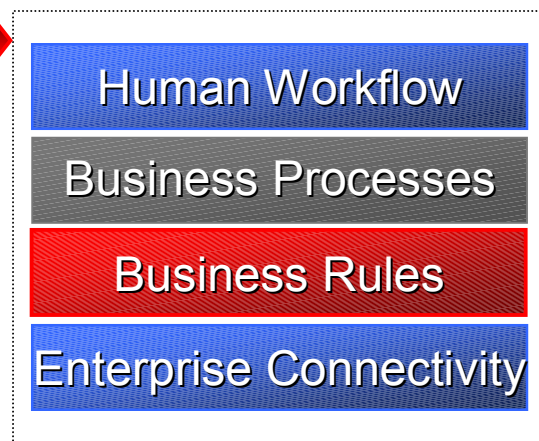 Human Workflow
Business Processes
Business Rules
Enterprise Connectivity